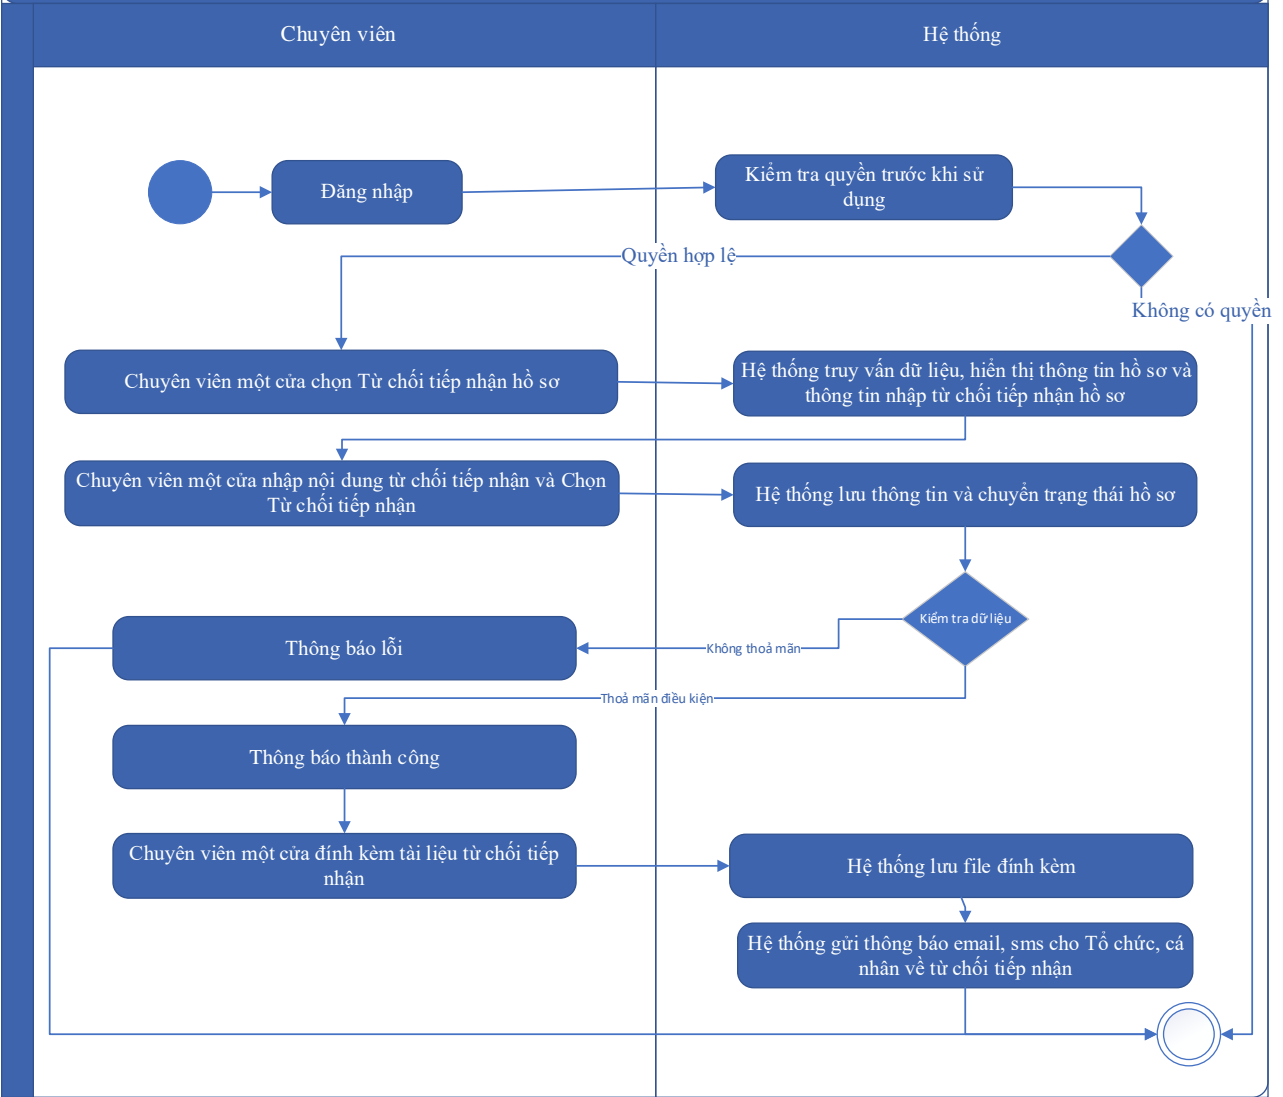 Chuyên viên
Hệ thống
Đăng nhập
Kiểm tra quyền trước khi sử
dụng
Quyền hợp lệ
Không có quyền
Chuyên viên một cửa chọn Từ chối tiếp nhận hồ sơ
Hệ thống truy vấn dữ liệu, hiển thị thông tin hồ sơ và
thông tin nhập từ chối tiếp nhận hồ sơ
Chuyên viên một cửa nhập nội dung từ chối tiếp nhận và Chọn
Từ chối tiếp nhận
Hệ thống lưu thông tin và chuyển trạng thái hồ sơ
Kiểm tra dữ liệu
Thông báo lỗi
Không thoả mãn
Thoả mãn điều kiện
Thông báo thành công
Chuyên viên một cửa đính kèm tài liệu từ chối tiếp
nhận
Hệ thống lưu file đính kèm
Hệ thống gửi thông báo email, sms cho Tổ chức, cá
nhân về từ chối tiếp nhận